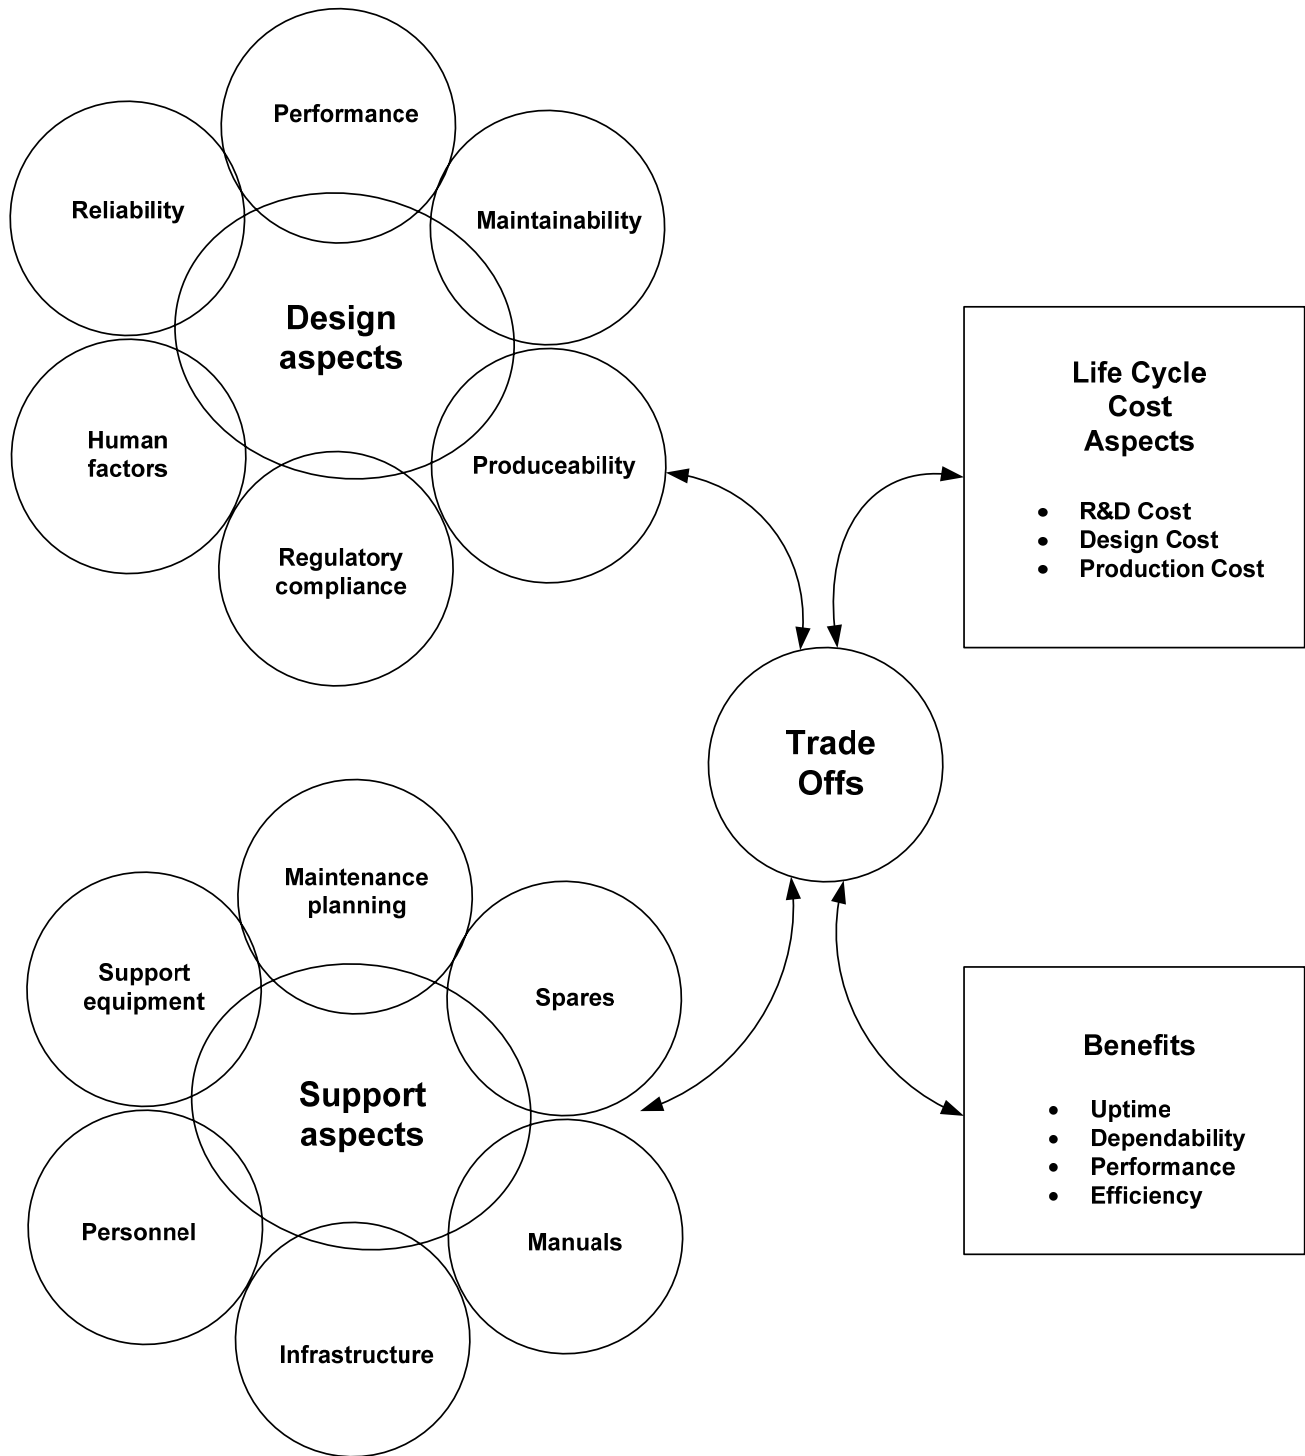 Performance
Reliability
Maintainability
Design
aspects
Human
factors
Produceability
Regulatory
compliance
Life Cycle
Cost
Aspects
• R&D Cost
• Design Cost
• Production Cost
Trade
Offs
Maintenance
planning
Support
equipment
Spares
Support
aspects
Personnel
Manuals
Infrastructure
Benefits
• Uptime
• Dependability
• Performance
• Efficiency